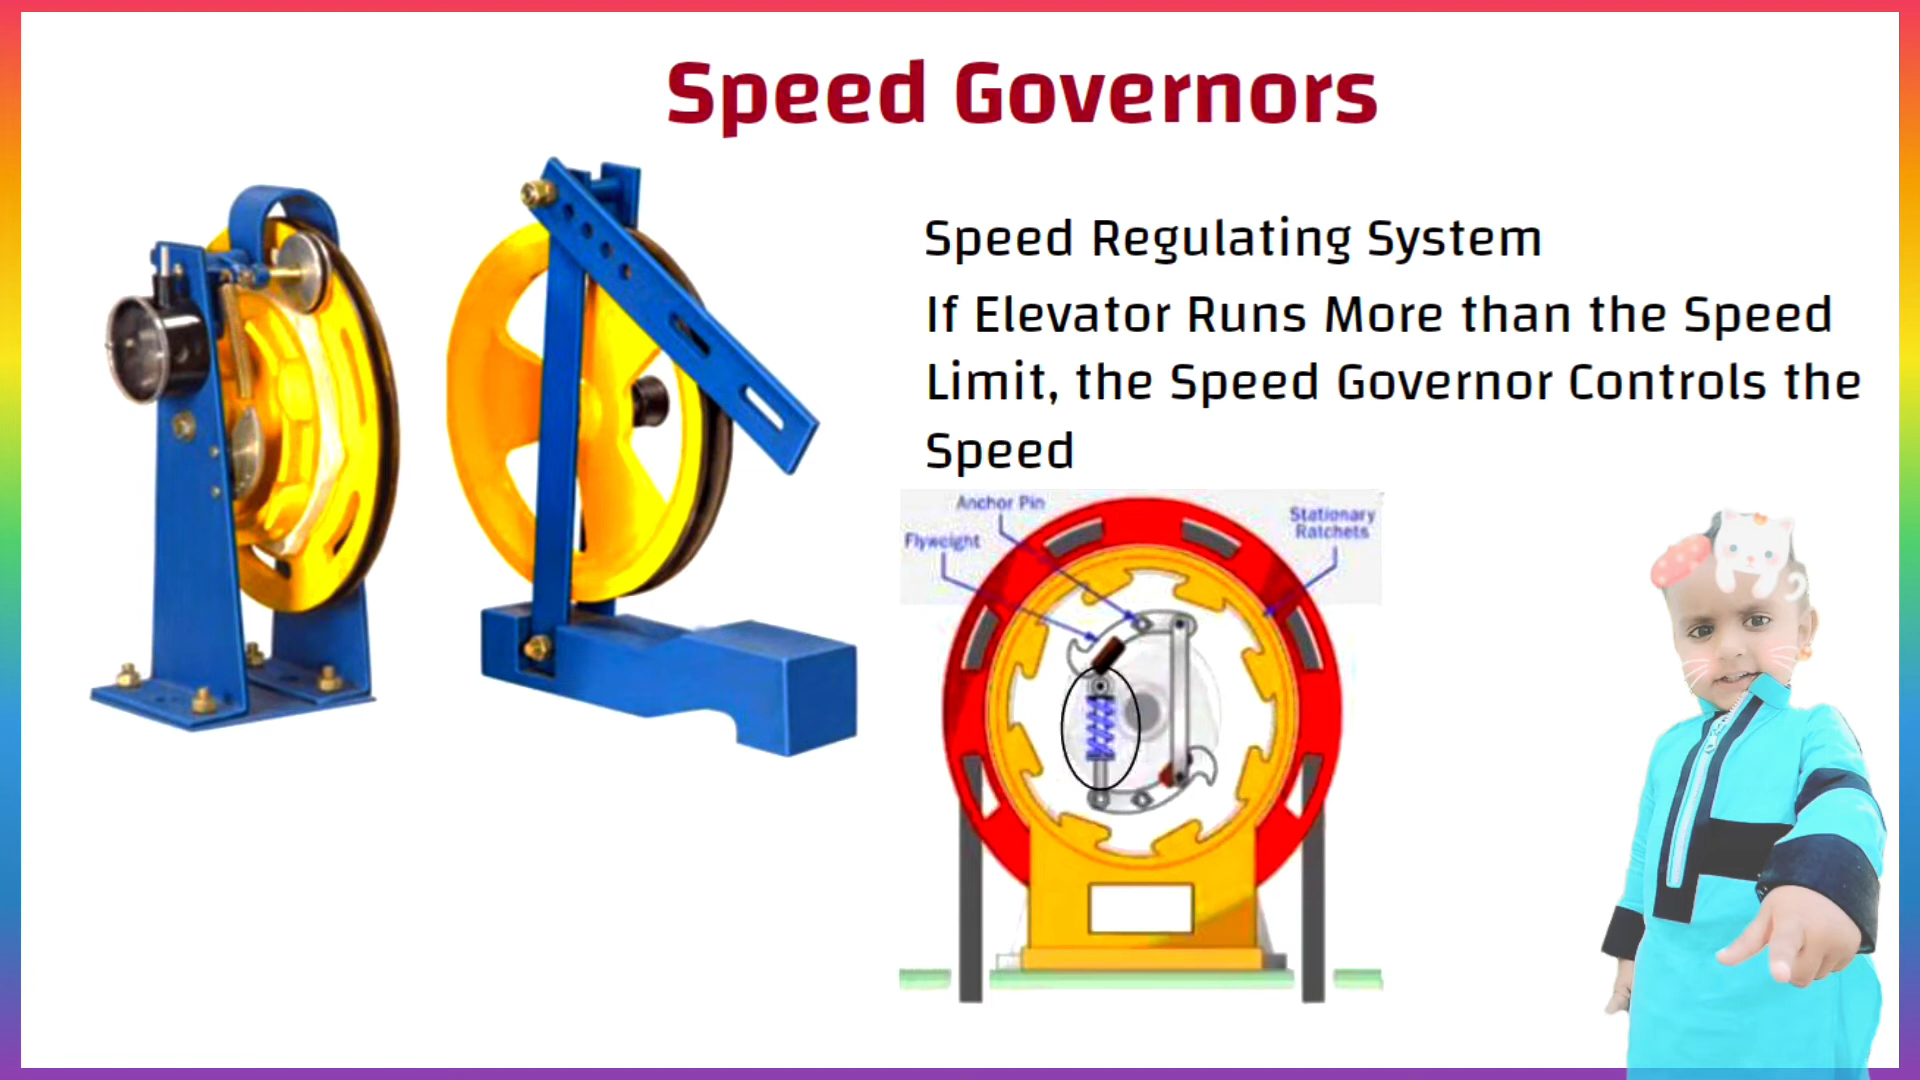 Speed Governors
Speed Regulating System
If Elevator Runs More than the Speed
Limit, the Speed Governor Controls the
Speed
Anchor Pin
Flyweight
Stationary
Ratchets